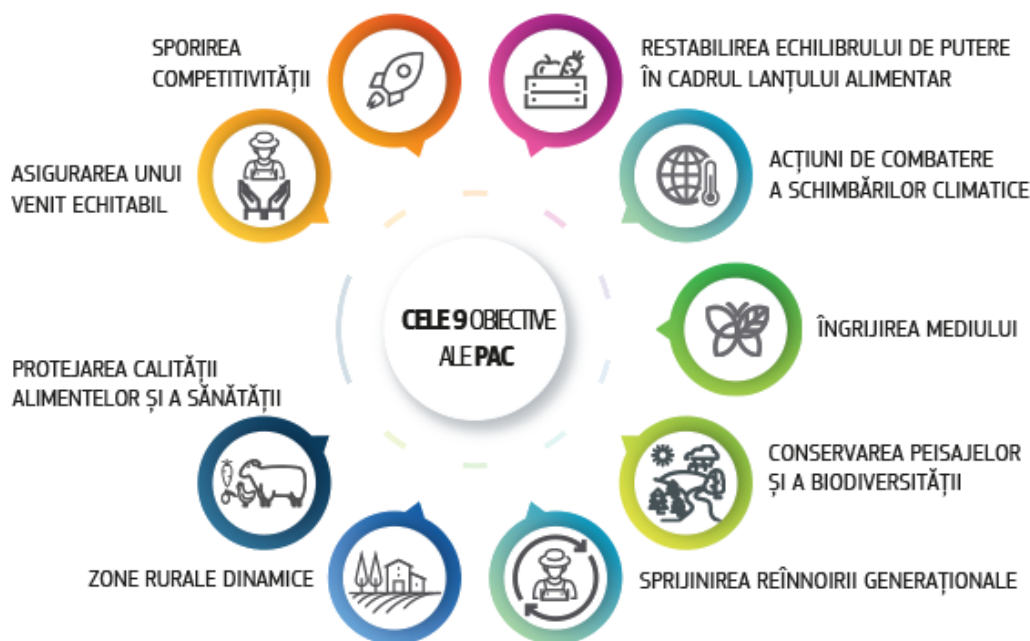 SPORIREA
COMPETITIVITĂȚII
RESTABILIREA ECHILIBRULUI DE PUTERE
ÎN CADRUL LANȚULUI ALIMENTAR
ASIGURAREA UNUI
VENIT ECHITABIL
ACȚIUNI DE COMBATERE
A SCHIMBĂRILOR CLIMATICE
CELE 9 OBIECTIVE
ALE PAC
ÎNGRIJIREA MEDIULUI
PROTEJAREA CALITĂȚII
ALIMENTELOR ȘI A SĂNĂTĂȚII
CONSERVAREA PEISAJELOR
ȘI A BIODIVERSITĂȚII
ZONE RURALE DINAMICE
SPRIJINIREA REÎNNOIRII GENERAȚIONALE